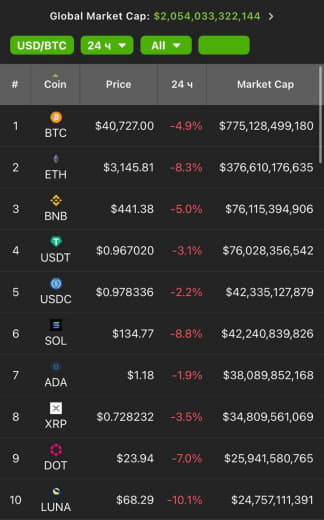 Global Market Cap: $2,054,033,322,144 >
USD/BTC 24 ч ▼ All ▼
# Coin Price 24 ч Market Cap
1 BTC $40,727.00 -4.9% $775,128,499,180
2 ETH $3,145.81 -8.3% $376,610,176,635
3 BNB $441.38 -5.0% $76,115,394,906
4 USDT $0.967020 -3.1% $76,028,356,542
5 USDC $0.978336 -2.2% $42,335,127,879
6 SOL $134.77 -8.8% $42,240,839,826
7 ADA $1.18 -1.9% $38,089,852,168
8 XRP $0.728232 -3.5% $34,809,561,069
9 DOT $23.94 -7.0% $25,941,580,765
10 LUNA $68.29 -10.1% $24,757,111,391